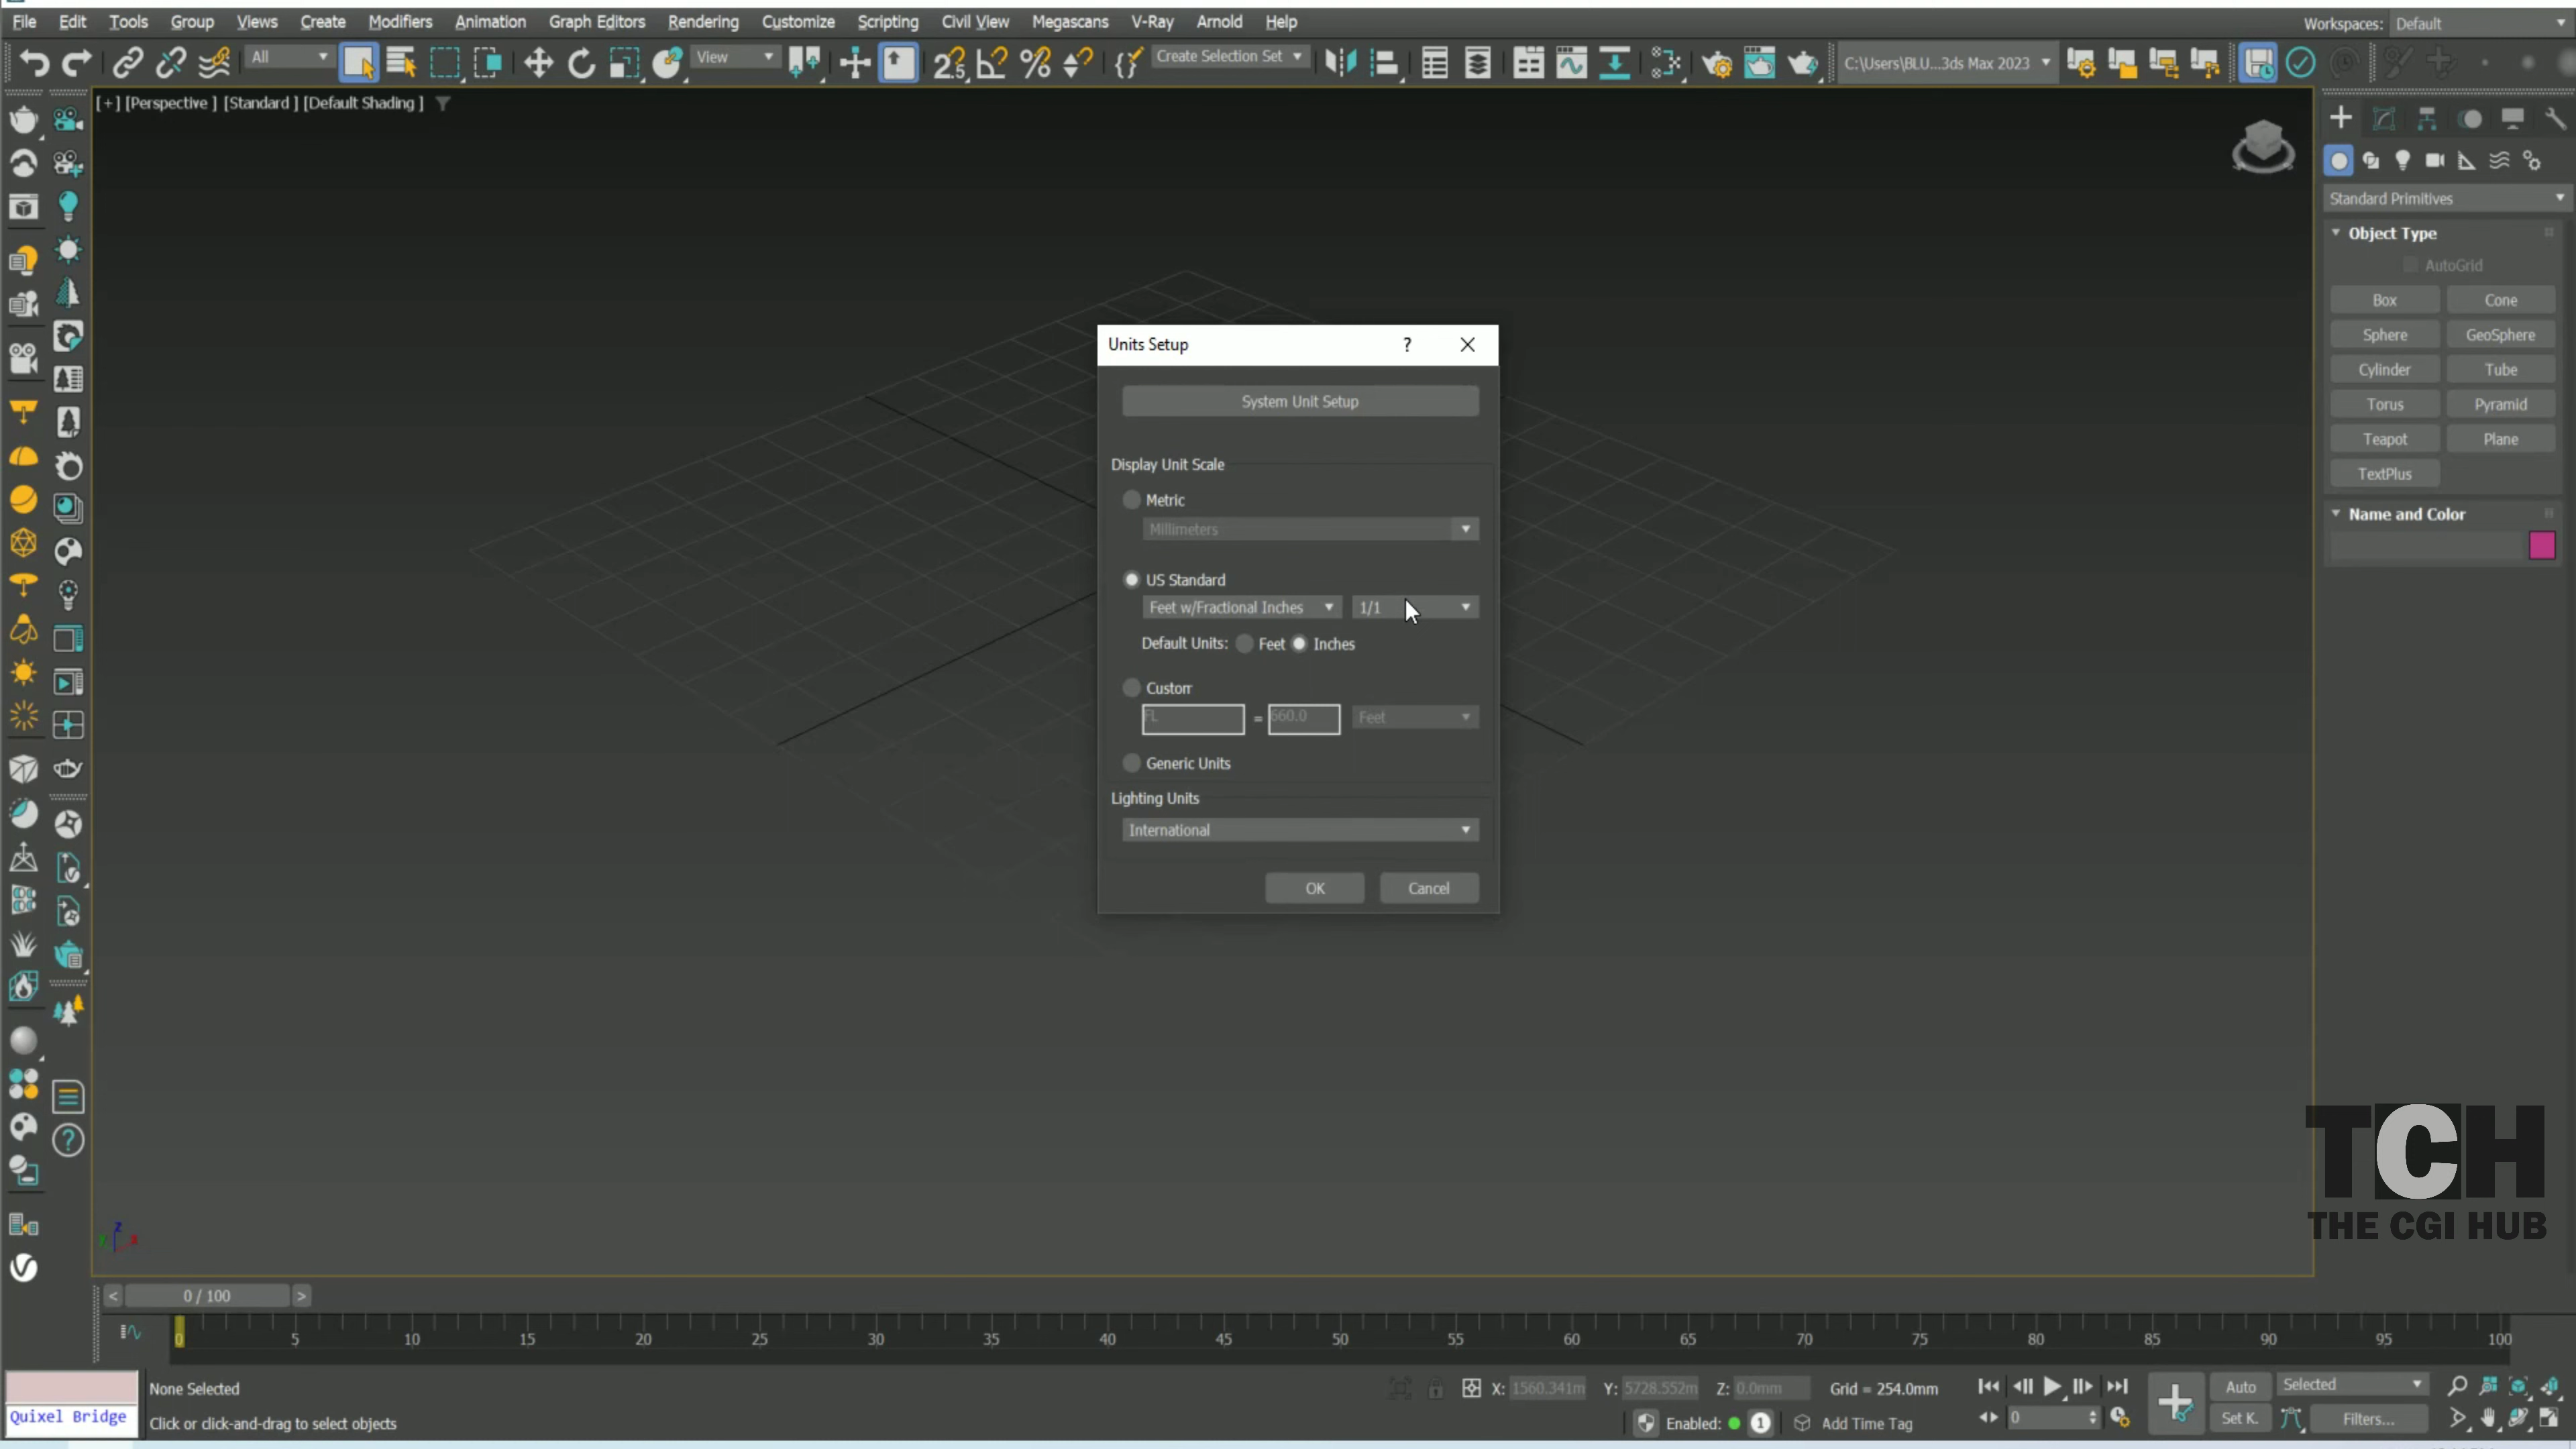 File Edit Tools Group Views Create Modifiers Animation Graph Editors Rendering Customize Scripting Civil View Megascans V-Ray Arnold Help Workspaces: Default
All View Create Selection Set C:\Users\BLU...3ds Max 2023
[+] [Perspective ] [Standard ] [Default Shading ]
Standard Primitives
Object Type
AutoGrid
Box Cone
Sphere GeoSphere
Cylinder Tube
Torus Pyramid
Teapot Plane
TextPlus
Name and Color
Units Setup ?
System Unit Setup
Display Unit Scale
Metric
Millimeters
US Standard
Feet w/Fractional Inches 1/1
Default Units: Feet Inches
Custom
FL = 660.0 Feet
Generic Units
Lighting Units
International
OK Cancel
TCH
THE CGI HUB
z
< 0 / 100 >
0 5 10 15 20 25 30 35 40 45 50 55 60 65 70 75 80 85 90 95 100
None Selected X: 1560.341m Y: 5728.552m Z: 0.0mm Grid = 254.0mm Auto Selected
Quixel Bridge Click or click-and-drag to select objects Enabled: 1 Add Time Tag 0 Set K. Filters...